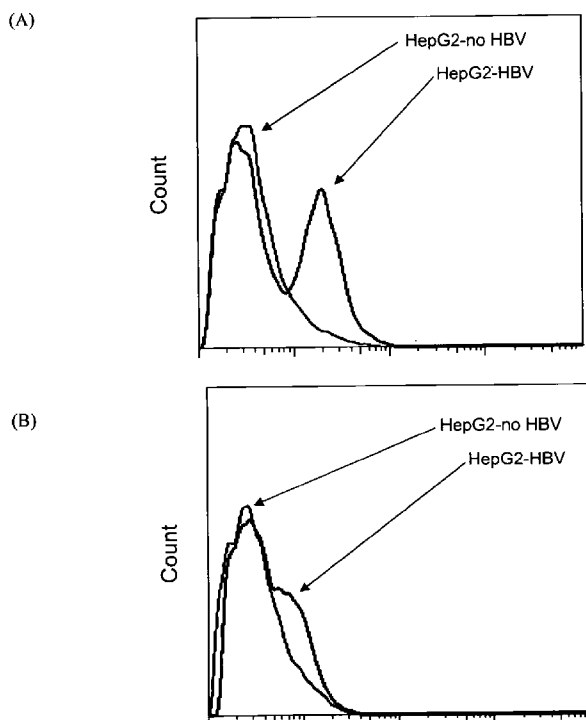 (A)
HepG2-no HBV
HepG2-HBV
Count
(B)
HepG2-no HBV
HepG2-HBV
Count